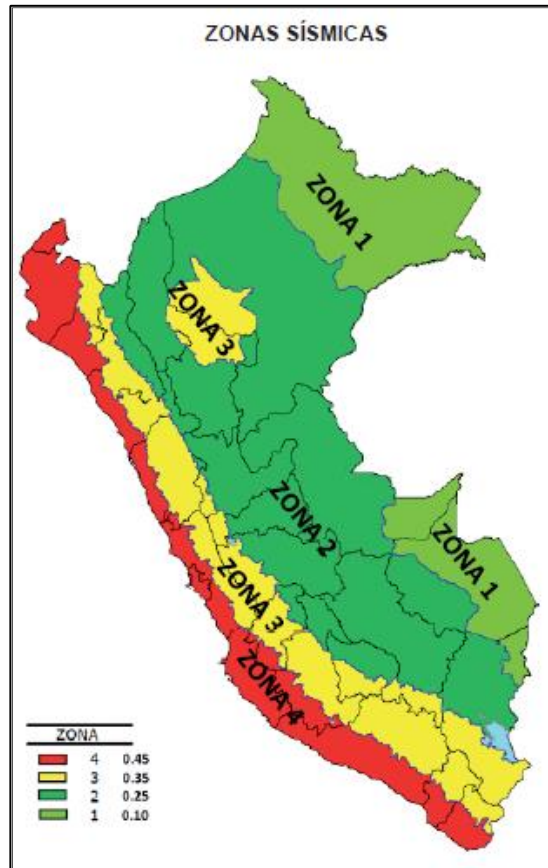 ZONAS SÍSMICAS
ZONA 1
ZONA 3
ZONA 2
ZONA 1
ZONA 3
ZONA 4
ZONA
4 0.45
3 0.35
2 0.25
1 0.10